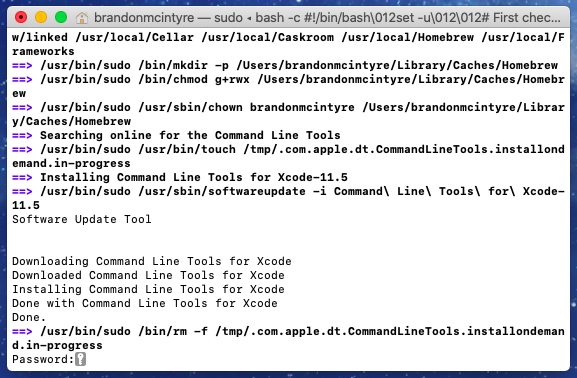 brandonmcintyre — sudo ◂ bash -c #!/bin/bash\012set -u\012\012# First chec...
w/linked /usr/local/Cellar /usr/local/Caskroom /usr/local/Homebrew /usr/local/F
rameworks
==> /usr/bin/sudo /bin/mkdir -p /Users/brandonmcintyre/Library/Caches/Homebrew
==> /usr/bin/sudo /bin/chmod g+rwx /Users/brandonmcintyre/Library/Caches/Homebr
ew
==> /usr/bin/sudo /usr/sbin/chown brandonmcintyre /Users/brandonmcintyre/Librar
y/Caches/Homebrew
==> Searching online for the Command Line Tools
==> /usr/bin/sudo /usr/bin/touch /tmp/.com.apple.dt.CommandLineTools.installond
emand.in-progress
==> Installing Command Line Tools for Xcode-11.5
==> /usr/bin/sudo /usr/sbin/softwareupdate -i Command\ Line\ Tools\ for\ Xcode-
11.5
Software Update Tool
Downloading Command Line Tools for Xcode
Downloaded Command Line Tools for Xcode
Installing Command Line Tools for Xcode
Done with Command Line Tools for Xcode
Done.
==> /usr/bin/sudo /bin/rm -f /tmp/.com.apple.dt.CommandLineTools.installondeman
d.in-progress
Password: